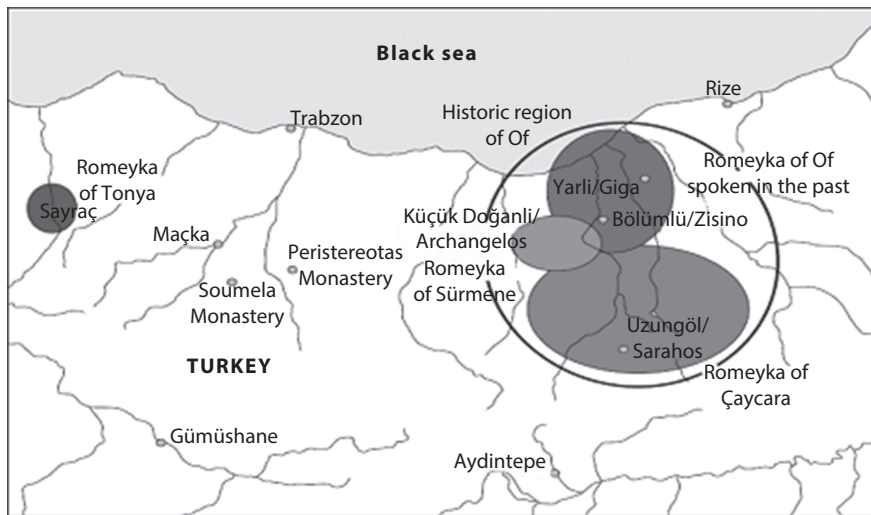 Black sea
Rize
Trabzon
Historic region
of Of
Romeyka
of Tonya
Sayraç
Romeyka of Of
spoken in the past
Yarli/Giga
Küçük Doğanli/
Archangelos
Bölümlü/Zisino
Maçka
Peristereotas
Monastery
Romeyka
of Sürmene
Soumela
Monastery
Uzungöl/
Sarahos
TURKEY
Romeyka of
Çaycara
Gümüshane
Aydintepe